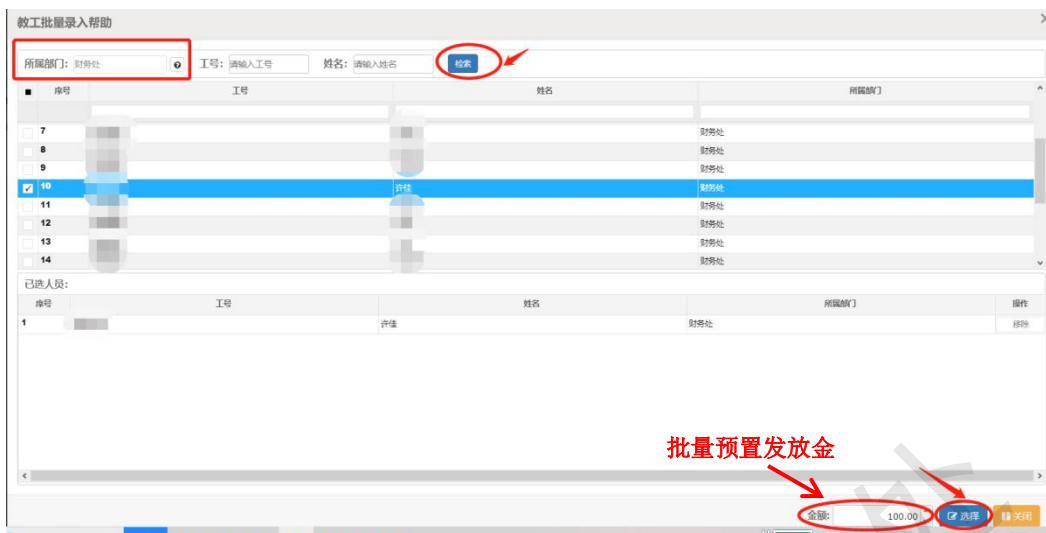 教工批量录入帮助
所属部门: 财务处 工号: 请输入工号 姓名: 请输入姓名 检索
序号 工号 姓名 所属部门
7 财务处
8 财务处
9 财务处
10 许佳 财务处
11 财务处
12 财务处
13 财务处
14 财务处
已选人员:
序号 工号 姓名 所属部门 操作
1 许佳 财务处 移除
批量预置发放金
金额: 100.00 选择 关闭